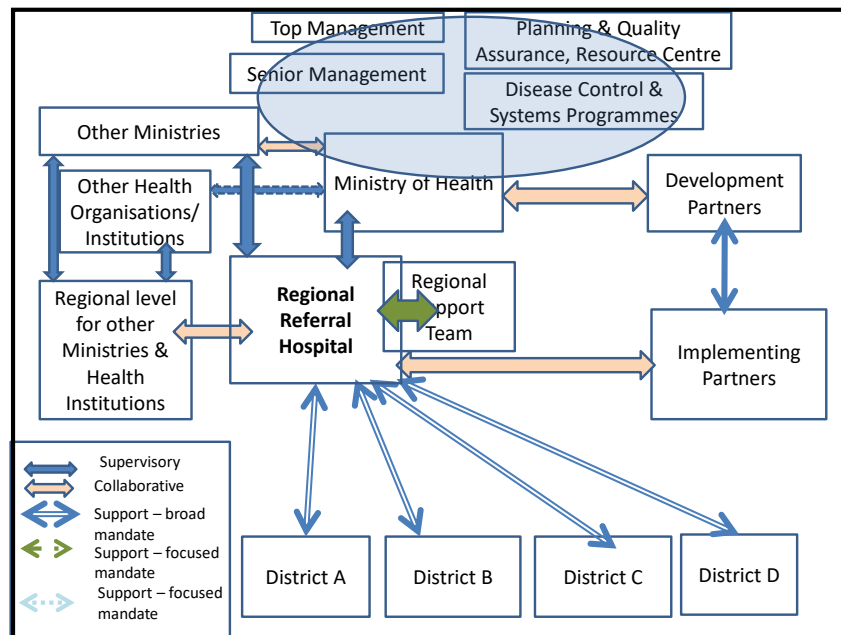 Top Management
Planning & Quality
Assurance, Resource Centre
Senior Management
Disease Control &
Systems Programmes
Other Ministries
Ministry of Health
Other Health
Organisations/
Institutions
Development
Partners
Regional level
for other
Ministries &
Health
Institutions
Regional
Referral
Hospital
Regional
pport
Team
Implementing
Partners
Supervisory
Collaborative
Support – broad
mandate
Support – focused
mandate
Support – focused
mandate
District A
District B
District C
District D